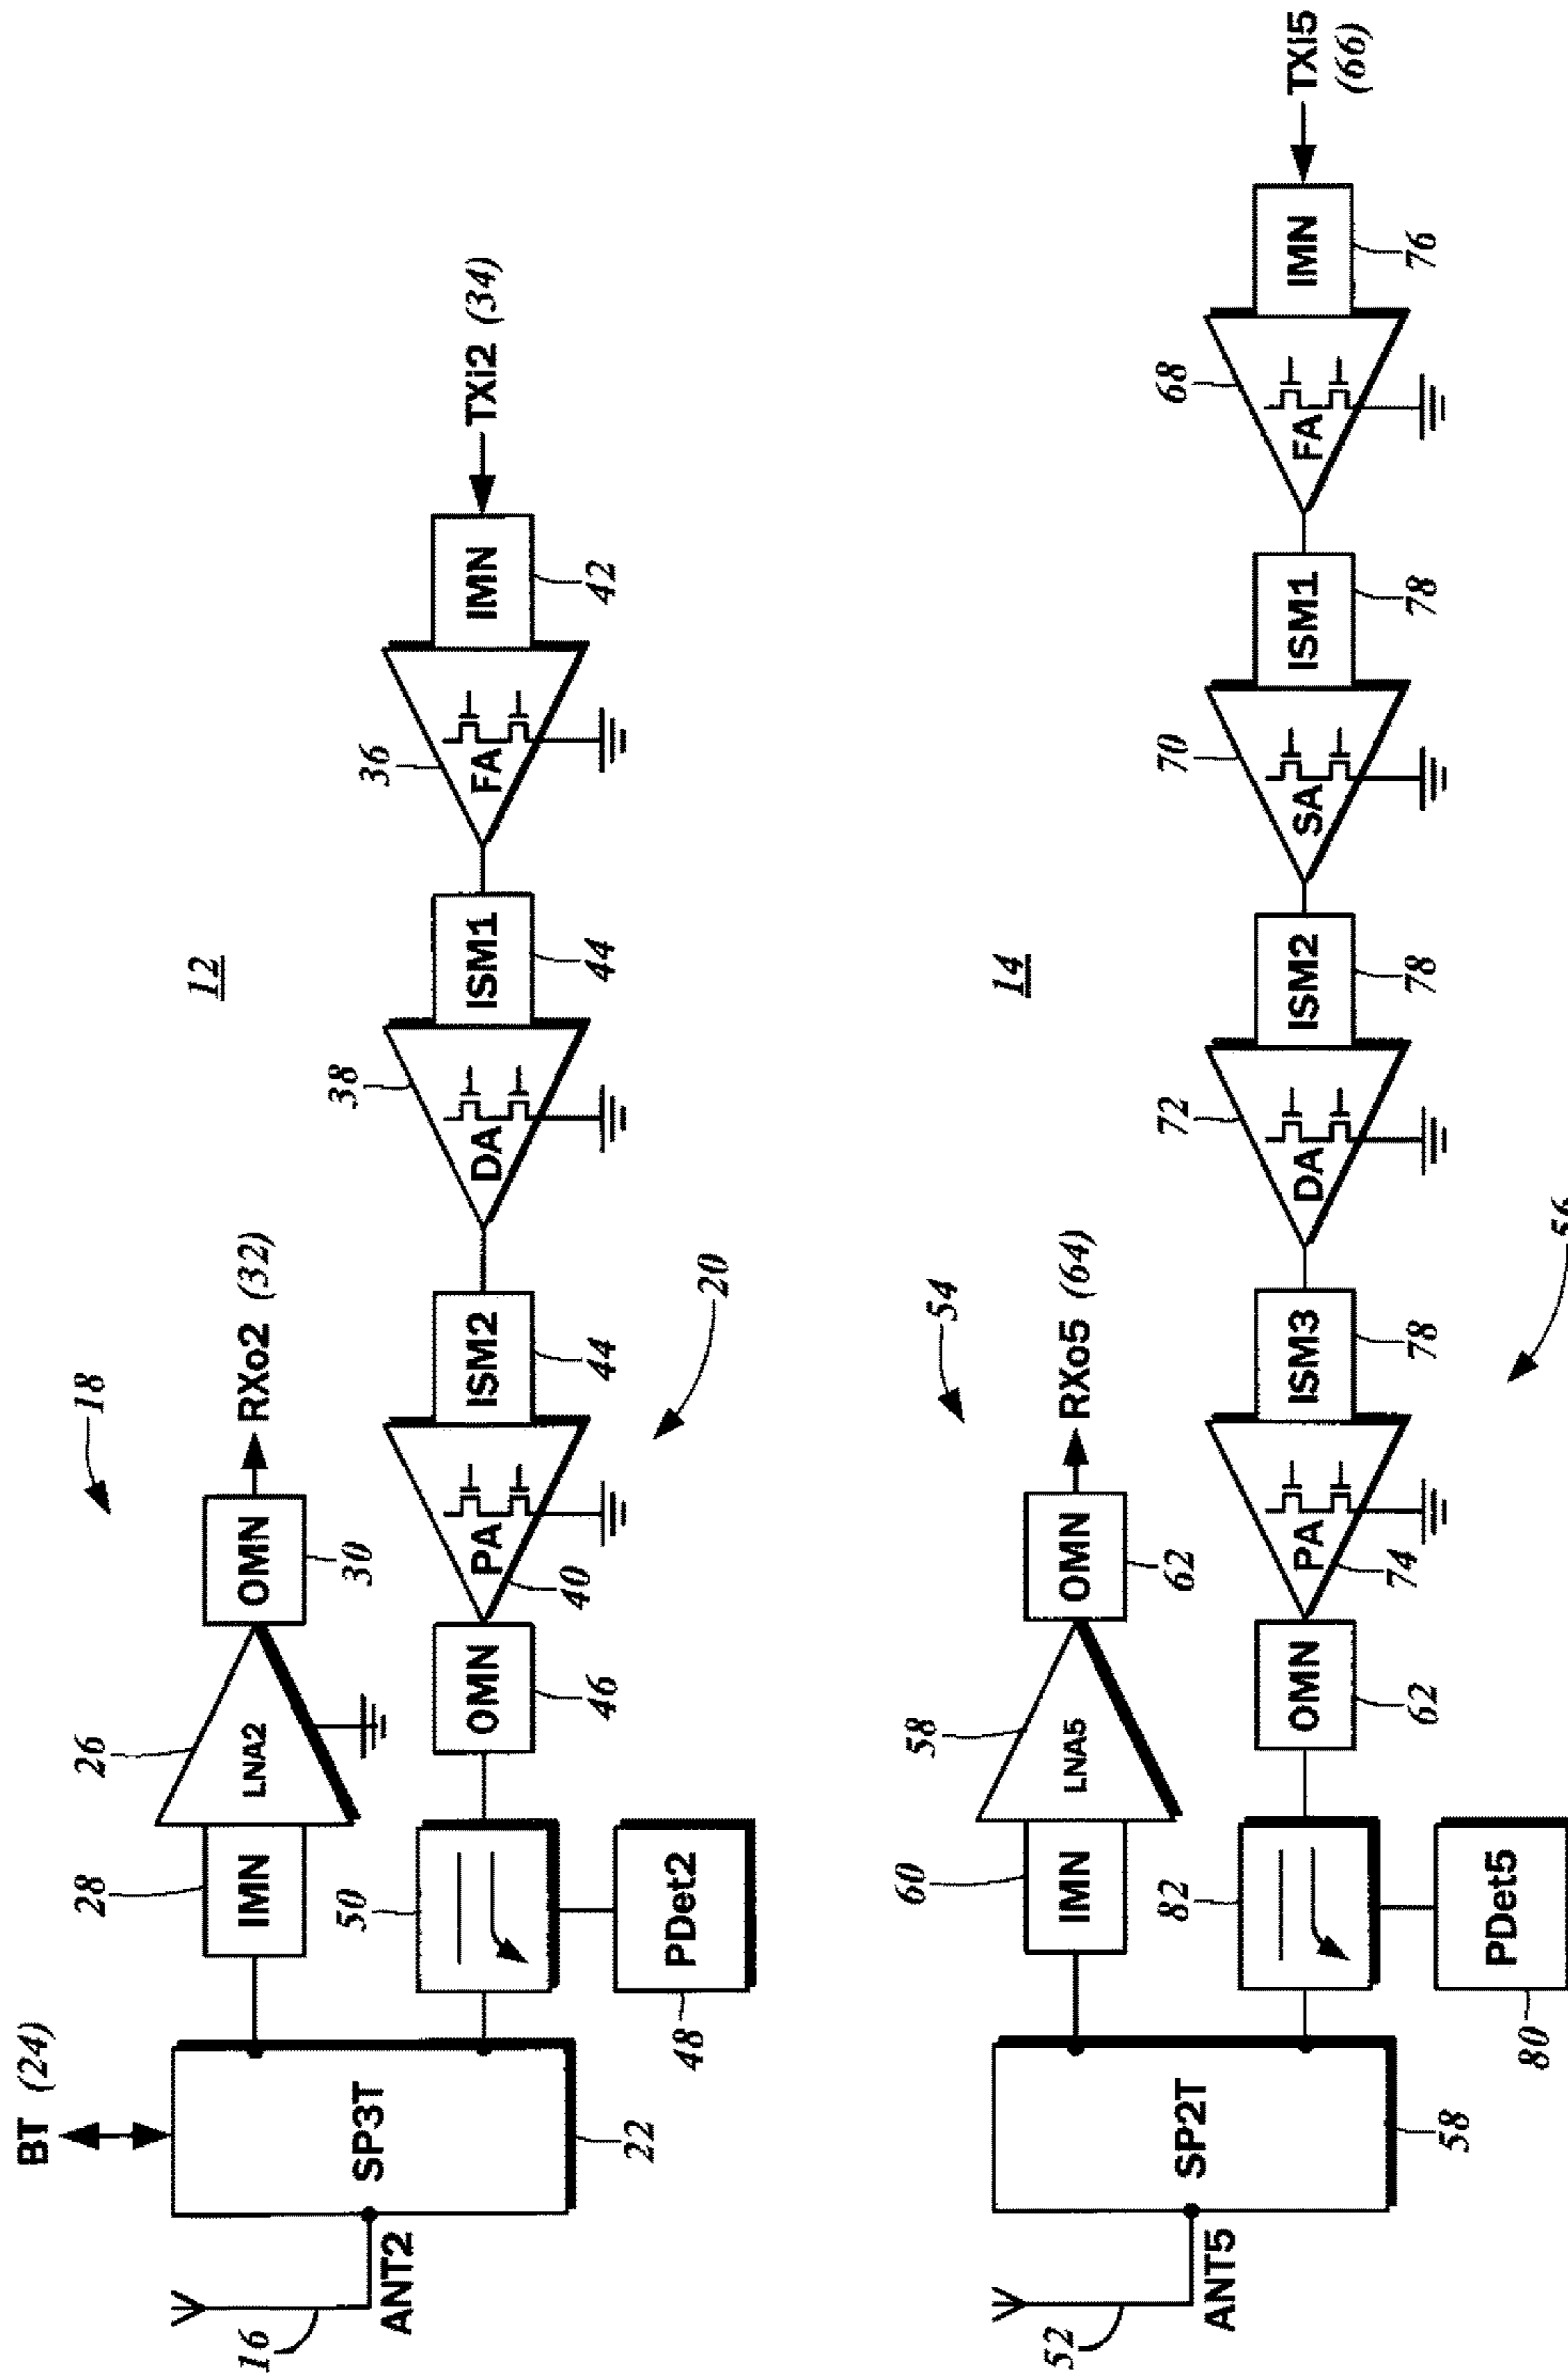 BT (24)
18
12
28
26
IMN
LNA2
OMN
RXo2 (32)
30
SP3T
50
38
36
PDet2
48
OMN
PA
ISM2
DA
ISM1
FA
IMN
TXi2 (34)
46
40
44
44
42
22
20
16
ANT2
54
14
60
58
IMN
LNA5
OMN
RXo5 (64)
62
SP2T
82
72
70
68
PDet5
80
OMN
PA
ISM3
DA
ISM2
SA
ISM1
FA
IMN
TXi5
(66)
62
74
78
78
78
76
58
56
52
ANT5